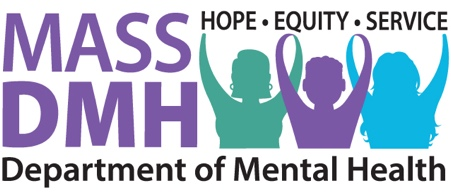 MASS
DMH
HOPE • EQUITY • SERVICE
Department of Mental Health